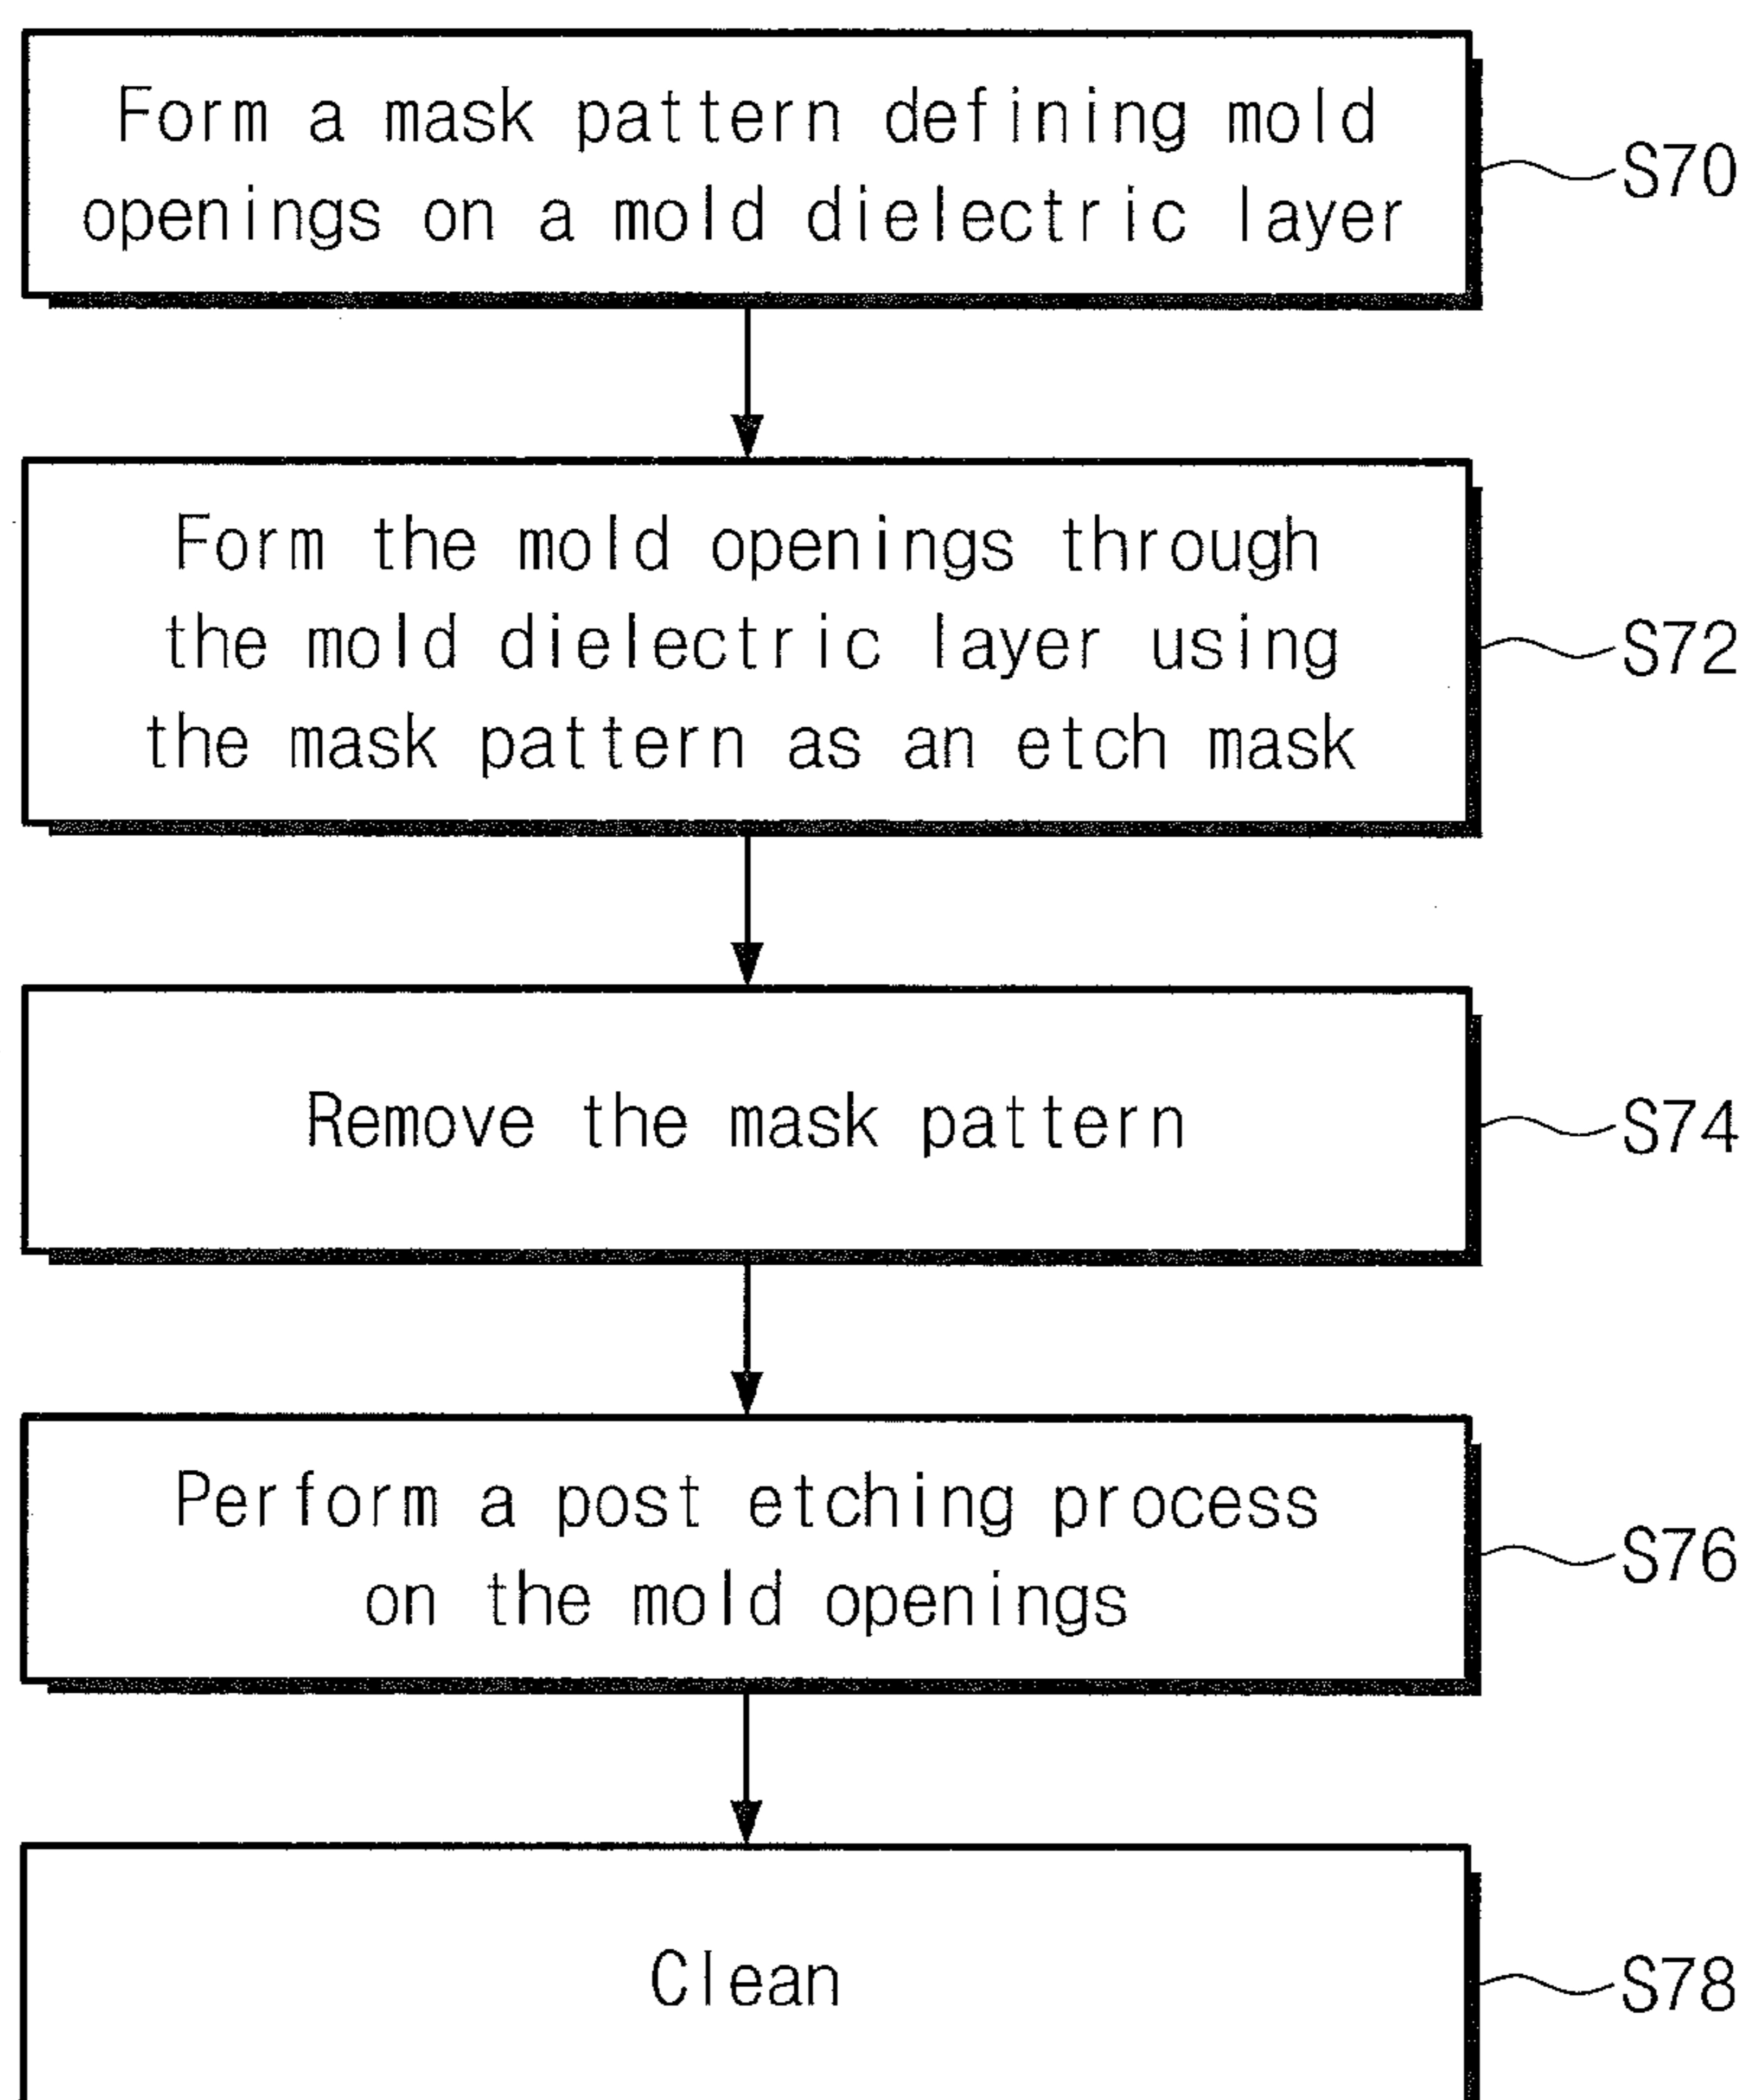 Form a mask pattern defining mold
openings on a mold dielectric layer
S70
Form the mold openings through
the mold dielectric layer using
the mask pattern as an etch mask
S72
Remove the mask pattern
S74
Perform a post etching process
on the mold openings
S76
Clean
S78